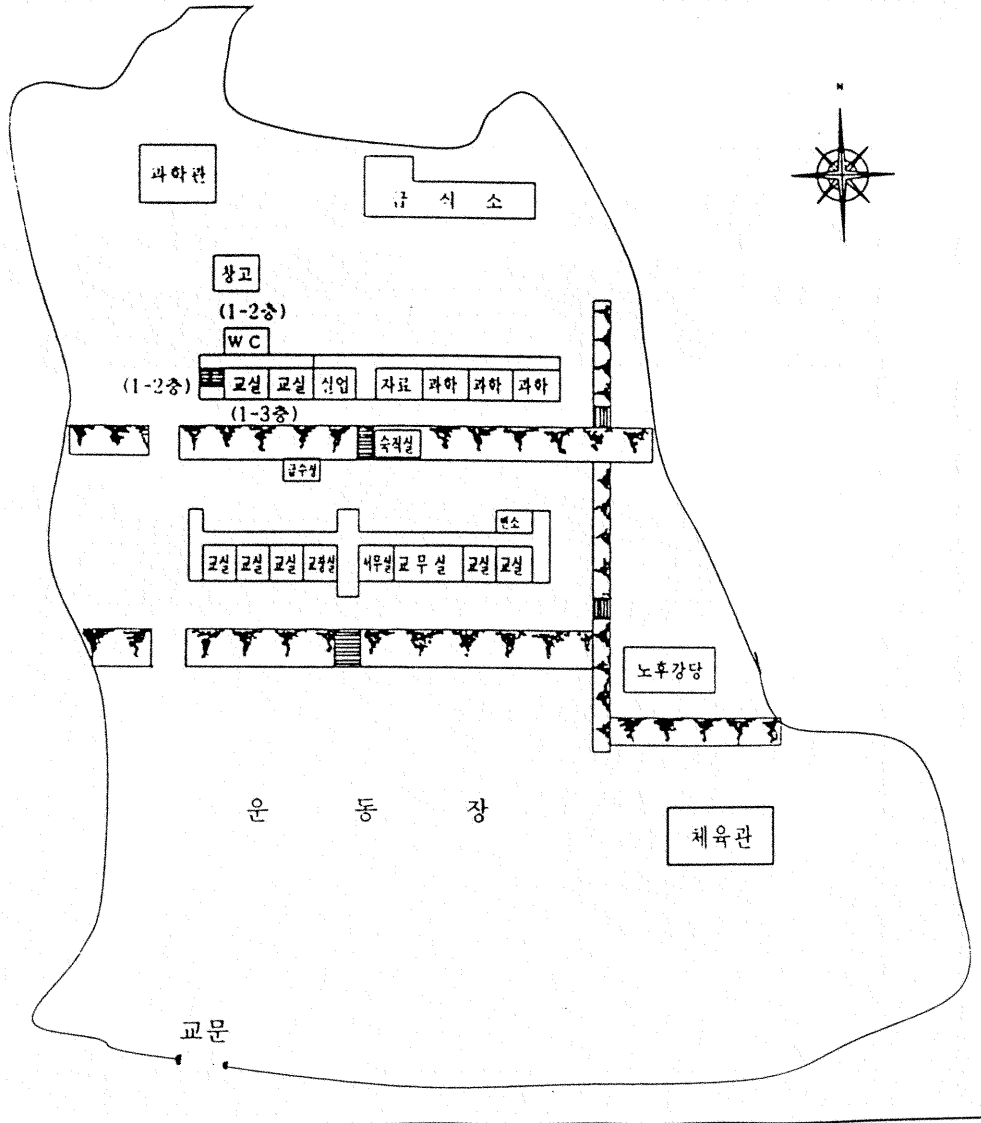 N
과학관
급 식 소
창고
(1-2층)
W C
(1-2층)
교실 교실 실업 자료 과학 과학 과학
(1-3층)
숙직실
급수실
변소
교실 교실 교실 교장실 서무실 교 무 실 교실 교실
노후강당
운 동 장
체육관
교문